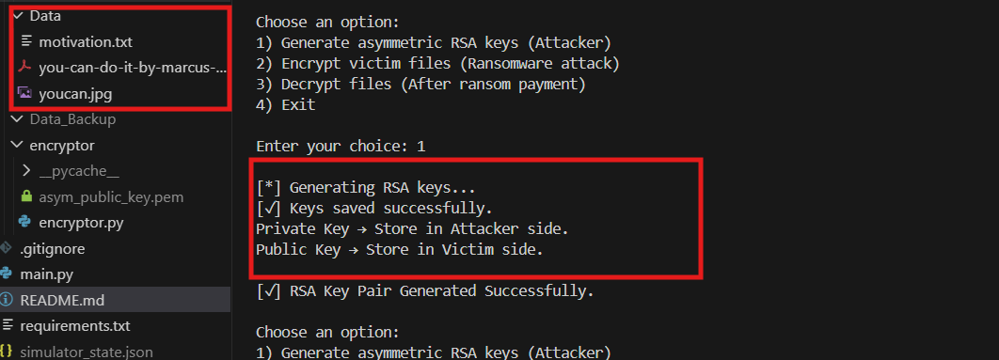 Data
motivation.txt
you-can-do-it-by-marcus-...
youcan.jpg
Data_Backup
encryptor
__pycache__
asym_public_key.pem
encryptor.py
.gitignore
main.py
README.md
requirements.txt
simulator_state.json
Choose an option:
1) Generate asymmetric RSA keys (Attacker)
2) Encrypt victim files (Ransomware attack)
3) Decrypt files (After ransom payment)
4) Exit
Enter your choice: 1
[*] Generating RSA keys...
[✓] Keys saved successfully.
Private Key → Store in Attacker side.
Public Key → Store in Victim side.
[✓] RSA Key Pair Generated Successfully.
Choose an option:
1) Generate asymmetric RSA keys (Attacker)